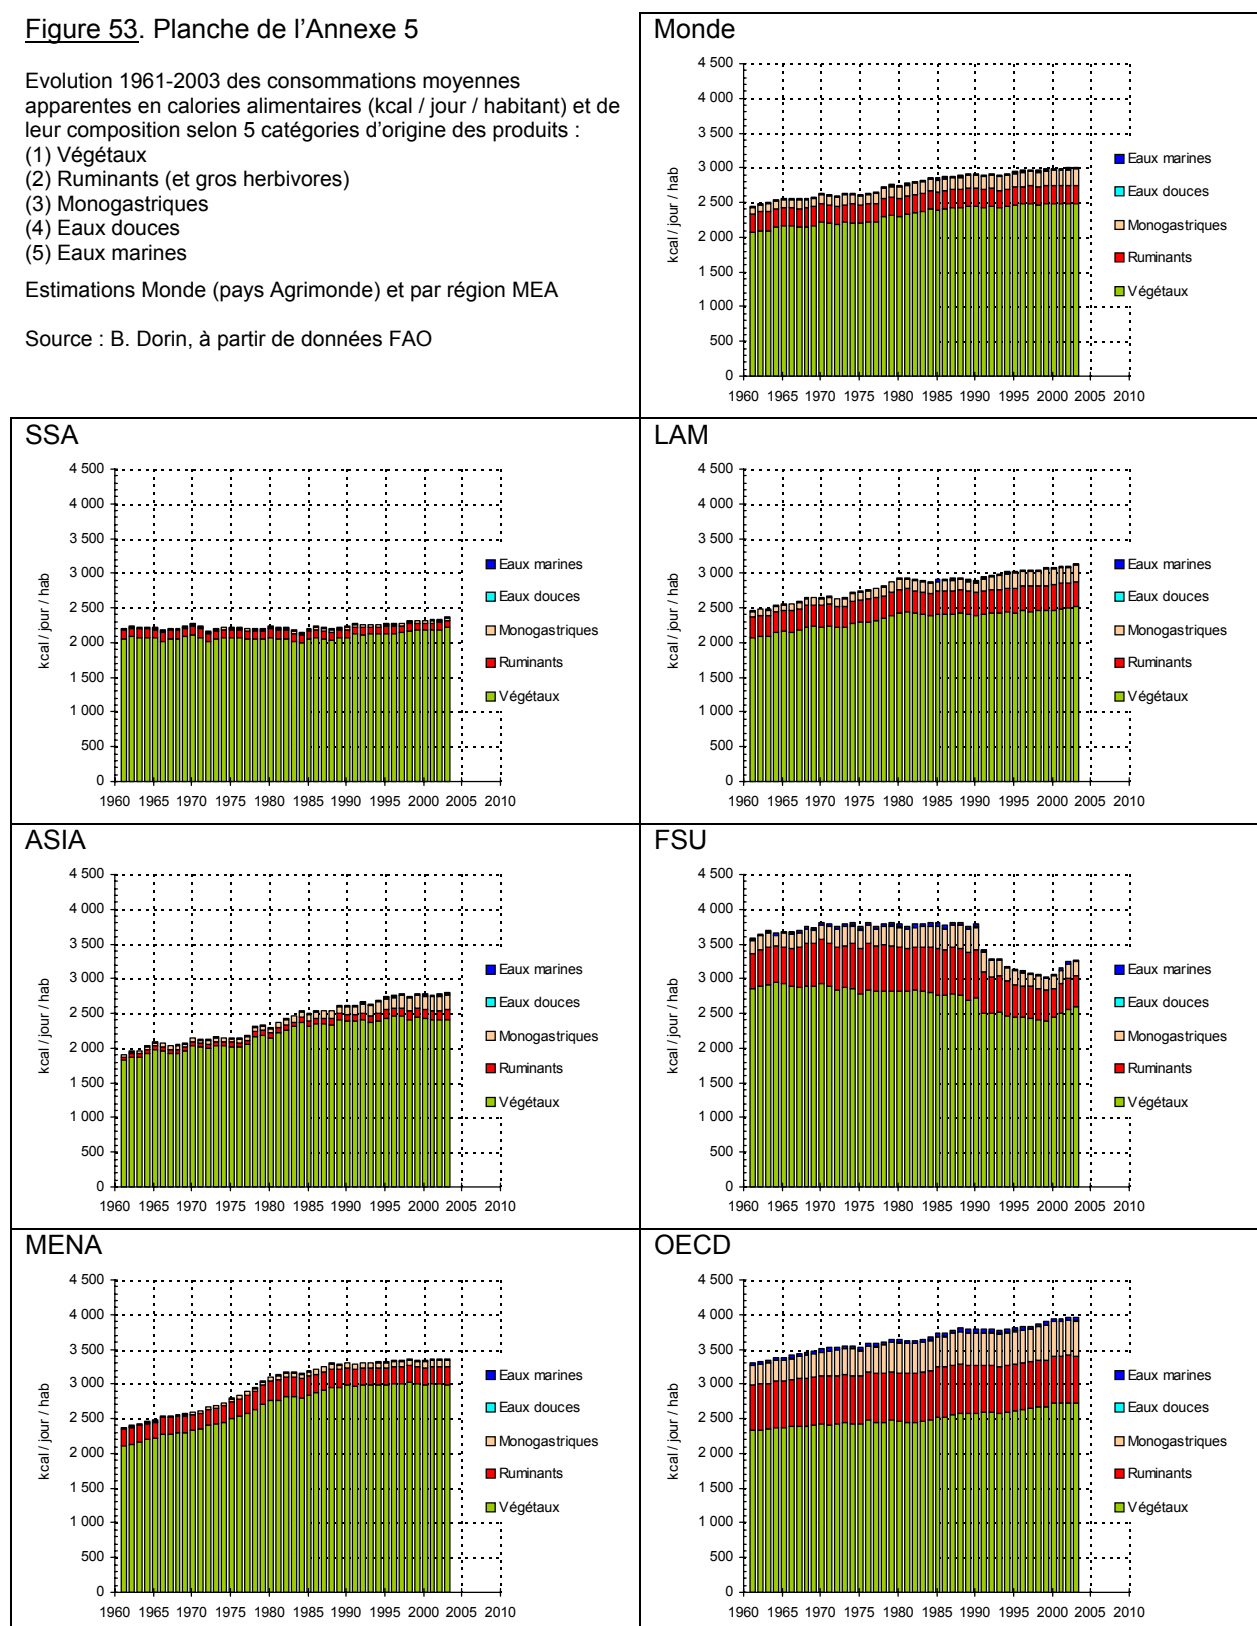 Figure 53. Planche de l'Annexe 5
Evolution 1961-2003 des consommations moyennes
apparentes en calories alimentaires (kcal / jour / habitant) et de
leur composition selon 5 catégories d'origine des produits :
(1) Végétaux
(2) Ruminants (et gros herbivores)
(3) Monogastriques
(4) Eaux douces
(5) Eaux marines
Estimations Monde (pays Agrimonde) et par région MEA
Source : B. Dorin, à partir de données FAO
Monde
kcal / jour / hab
4 500
4 000
3 500
3 000
2 500
2 000
1 500
1 000
500
0
1960 1965 1970 1975 1980 1985 1990 1995 2000 2005 2010
Eaux marines
Eaux douces
Monogastriques
Ruminants
Végétaux
SSA
kcal / jour / hab
4 500
4 000
3 500
3 000
2 500
2 000
1 500
1 000
500
0
1960 1965 1970 1975 1980 1985 1990 1995 2000 2005 2010
Eaux marines
Eaux douces
Monogastriques
Ruminants
Végétaux
LAM
kcal / jour / hab
4 500
4 000
3 500
3 000
2 500
2 000
1 500
1 000
500
0
1960 1965 1970 1975 1980 1985 1990 1995 2000 2005 2010
Eaux marines
Eaux douces
Monogastriques
Ruminants
Végétaux
ASIA
kcal / jour / hab
4 500
4 000
3 500
3 000
2 500
2 000
1 500
1 000
500
0
1960 1965 1970 1975 1980 1985 1990 1995 2000 2005 2010
Eaux marines
Eaux douces
Monogastriques
Ruminants
Végétaux
FSU
kcal / jour / hab
4 500
4 000
3 500
3 000
2 500
2 000
1 500
1 000
500
0
1960 1965 1970 1975 1980 1985 1990 1995 2000 2005 2010
Eaux marines
Eaux douces
Monogastriques
Ruminants
Végétaux
MENA
kcal / jour / hab
4 500
4 000
3 500
3 000
2 500
2 000
1 500
1 000
500
0
1960 1965 1970 1975 1980 1985 1990 1995 2000 2005 2010
Eaux marines
Eaux douces
Monogastriques
Ruminants
Végétaux
OECD
kcal / jour / hab
4 500
4 000
3 500
3 000
2 500
2 000
1 500
1 000
500
0
1960 1965 1970 1975 1980 1985 1990 1995 2000 2005 2010
Eaux marines
Eaux douces
Monogastriques
Ruminants
Végétaux